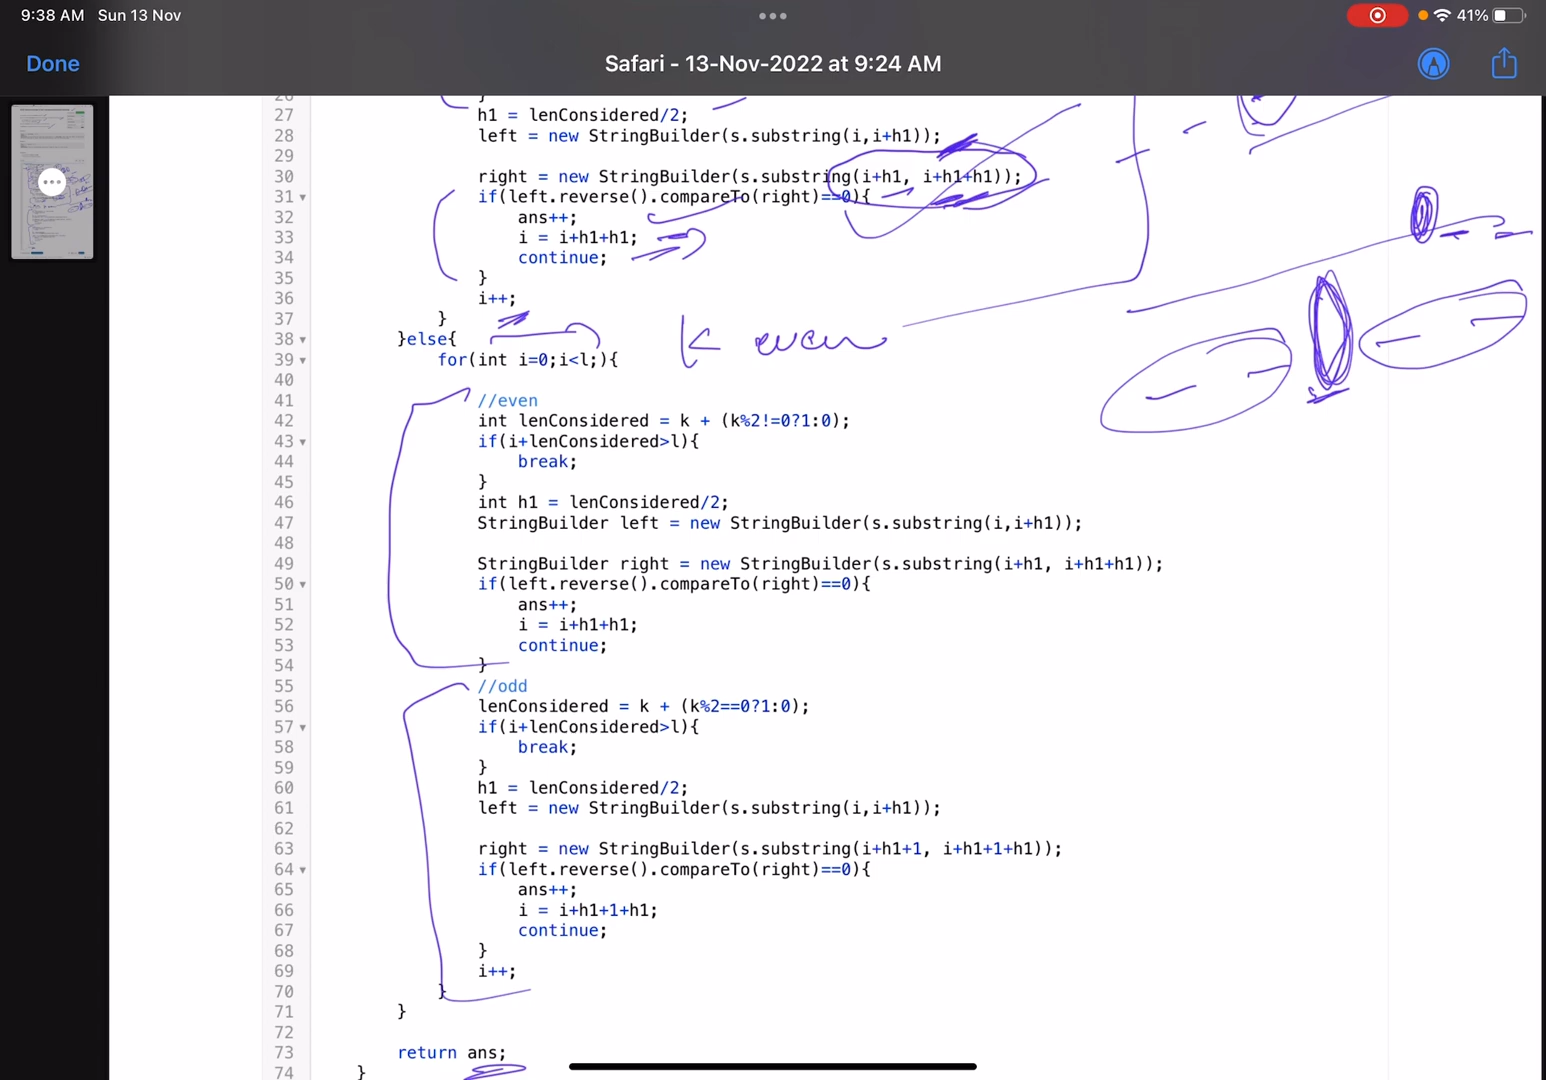 9:38 AM Sun 13 Nov
41%
Done
Safari - 13-Nov-2022 at 9:24 AM
27 h1 = lenConsidered/2;
28 left = new StringBuilder(s.substring(i,i+h1));
29
30 right = new StringBuilder(s.substring(i+h1, i+h1+h1));
31 if(left.reverse().compareTo(right)==0){
32 ans++;
33 i = i+h1+h1;
34 continue;
35 }
36 i++;
37 }
38 }else{
K even
39 for(int i=0;i<l;){
40
41 //even
42 int lenConsidered = k + (k%2!=0?1:0);
43 if(i+lenConsidered>l){
44 break;
45 }
46 int h1 = lenConsidered/2;
47 StringBuilder left = new StringBuilder(s.substring(i,i+h1));
48
49 StringBuilder right = new StringBuilder(s.substring(i+h1, i+h1+h1));
50 if(left.reverse().compareTo(right)==0){
51 ans++;
52 i = i+h1+h1;
53 continue;
54 }
55 //odd
56 lenConsidered = k + (k%2==0?1:0);
57 if(i+lenConsidered>l){
58 break;
59 }
60 h1 = lenConsidered/2;
61 left = new StringBuilder(s.substring(i,i+h1));
62
63 right = new StringBuilder(s.substring(i+h1+1, i+h1+1+h1));
64 if(left.reverse().compareTo(right)==0){
65 ans++;
66 i = i+h1+1+h1;
67 continue;
68 }
69 i++;
70 }
71 }
72
73 return ans;
74 }